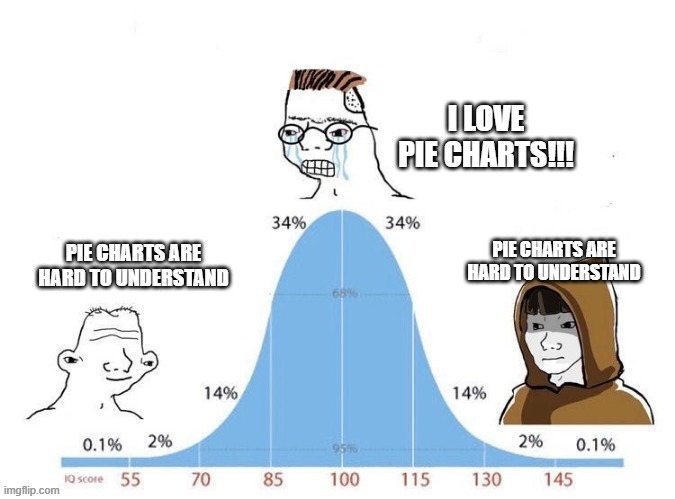 I LOVE
PIE CHARTS!!!
34% 34%
PIE CHARTS ARE
HARD TO UNDERSTAND
PIE CHARTS ARE
HARD TO UNDERSTAND
68%
14% 14%
0.1% 2% 95% 2% 0.1%
IQ score 55 70 85 100 115 130 145
imgflip.com